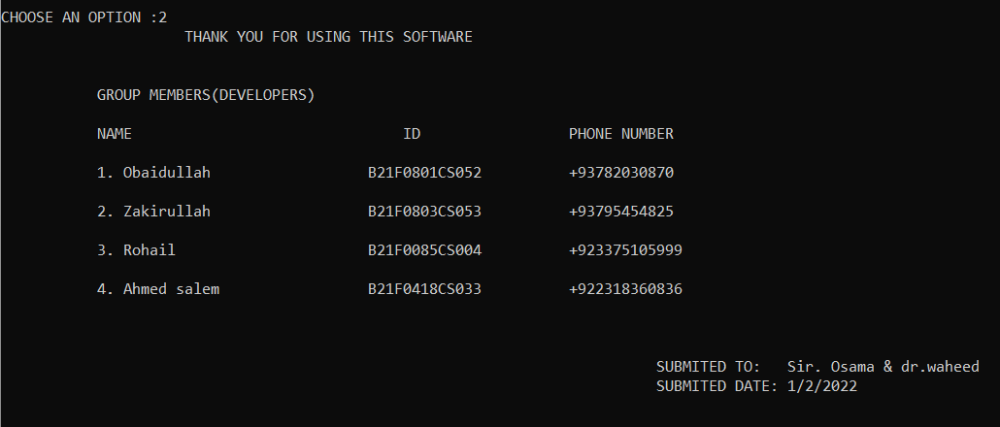 CHOOSE AN OPTION :2
THANK YOU FOR USING THIS SOFTWARE
GROUP MEMBERS(DEVELOPERS)
NAME ID PHONE NUMBER
1. Obaidullah B21F0801CS052 +93782030870
2. Zakirullah B21F0803CS053 +93795454825
3. Rohail B21F0085CS004 +923375105999
4. Ahmed salem B21F0418CS033 +922318360836
SUBMITED TO: Sir. Osama & dr.waheed
SUBMITED DATE: 1/2/2022